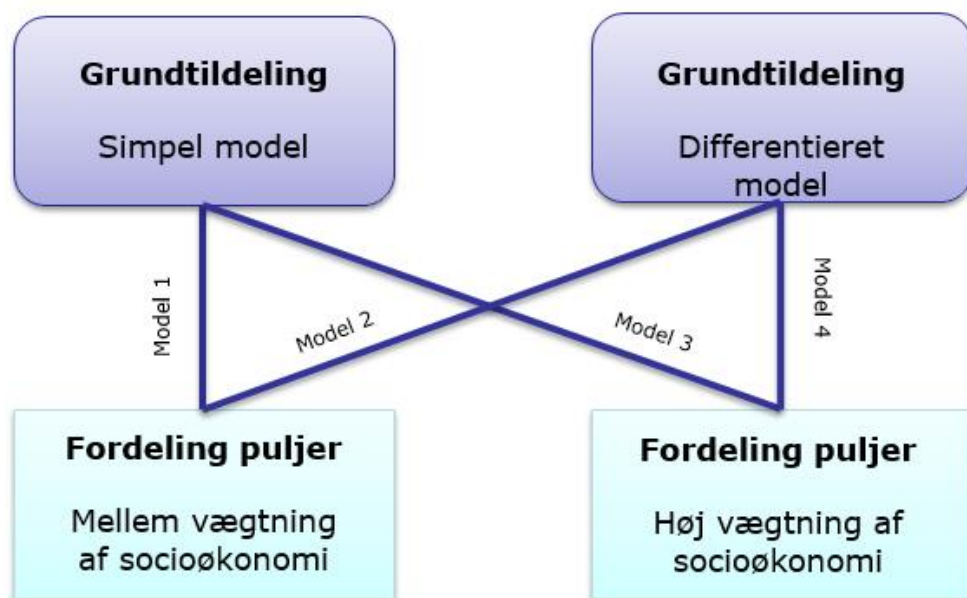 Grundtildeling
Simpel model
Grundtildeling
Differentieret
model
Model 1
Model 2
Model 3
Model 4
Fordeling puljer
Mellem vægtning
af socioøkonomi
Fordeling puljer
Høj vægtning af
socioøkonomi